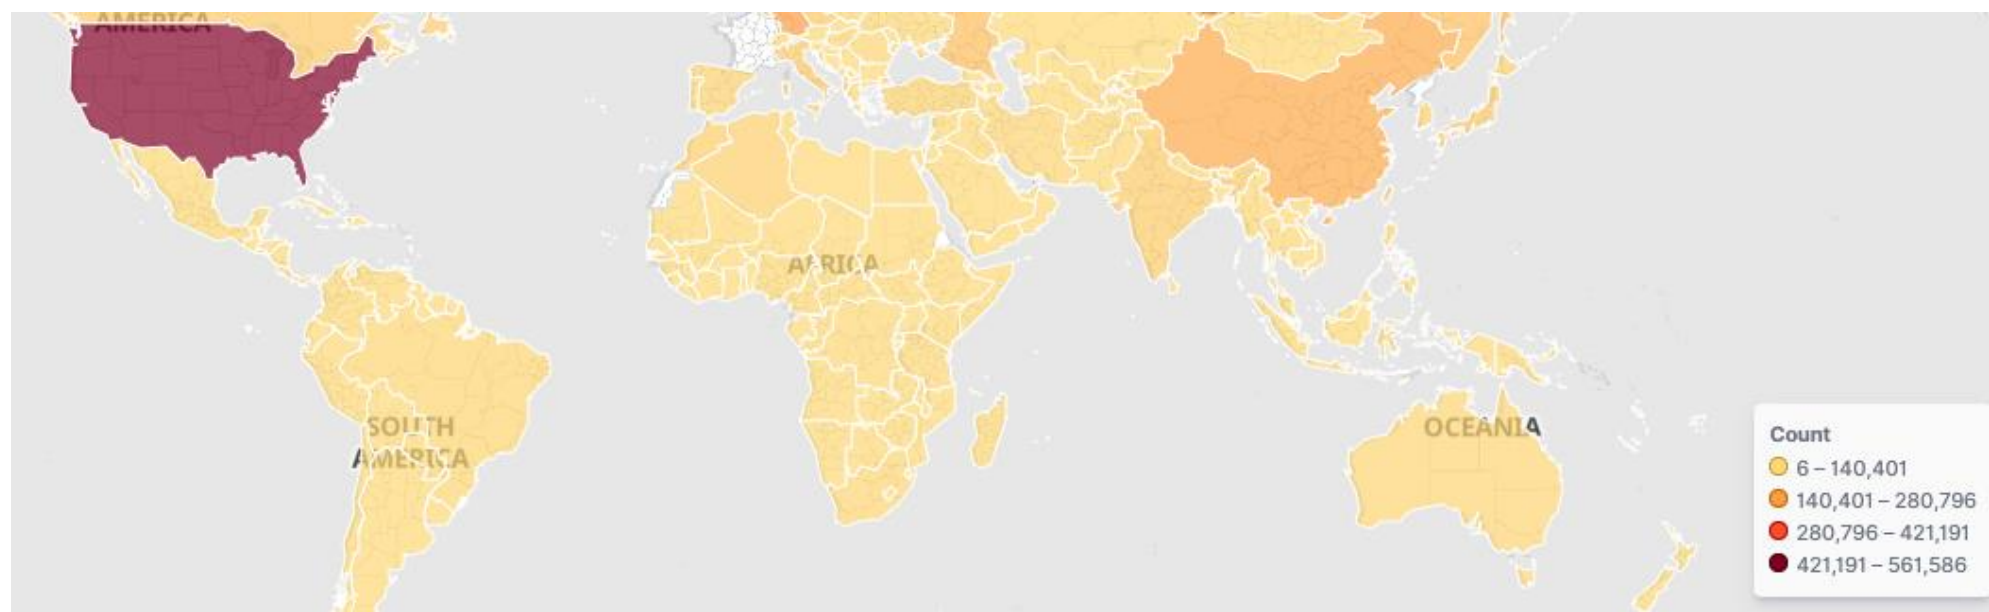 AMERICA
AFRICA
SOUTH
AMERICA
OCEANIA
Count
6 – 140,401
140,401 – 280,796
280,796 – 421,191
421,191 – 561,586